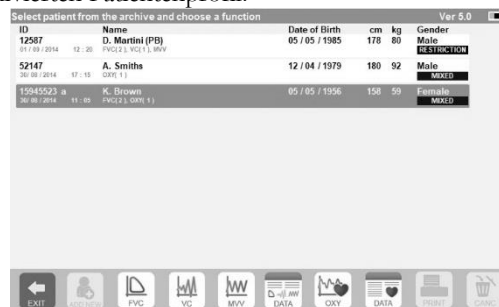 Select patient from the archive and choose a function Ver 5.0
ID Name Date of Birth cm kg Gender
12587 D. Martini (PB) 05 / 05 / 1985 178 80 Male
01 / 09 / 2014 12 : 20 FVC( 2 ), VC( 1 ), MVV RESTRICTION
52147 A. Smiths 12 / 04 / 1979 180 92 Male
30/ 08 / 2014 17 : 15 OXY( 1 ) MIXED
15945523 a K. Brown 05 / 05 / 1956 158 59 Female
30/ 08 / 2014 11 : 05 FVC( 2 ), OXY( 1 ) MIXED
EXIT ADD NEW FVC VC MVV DATA OXY DATA PRINT CANC